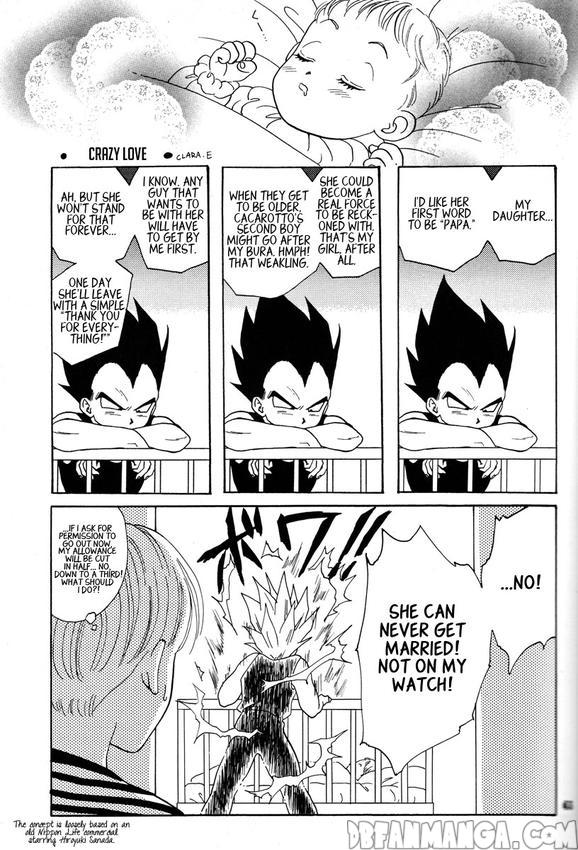 CRAZY LOVE
CLARA.E
MY
DAUGHTER...
I'D LIKE HER
FIRST WORD
TO BE "PAPA."
SHE COULD
BECOME A
REAL FORCE
TO BE RECK-
ONED WITH.
THAT'S MY
GIRL, AFTER
ALL.
WHEN THEY GET
TO BE OLDER,
CACAROTTO'S
SECOND BOY
MIGHT GO AFTER
MY BURA. HMPH!
THAT WEAKLING.
I KNOW. ANY
GUY THAT
WANTS TO
BE WITH HER
WILL HAVE
TO GET BY
ME FIRST.
AH, BUT SHE
WON'T STAND
FOR THAT
FOREVER...
ONE DAY
SHE'LL LEAVE
WITH A SIMPLE
"THANK YOU
FOR EVERY-
THING!"
...NO!
SHE CAN
NEVER GET
MARRIED!
NOT ON MY
WATCH!
ボウ!!
...IF I ASK FOR
PERMISSION TO
GO OUT NOW,
MY ALLOWANCE
WILL BE CUT
IN HALF... NO,
DOWN TO A THIRD!
WHAT SHOULD
I DO?!
The concept is loosely based on an
old Nippon Life commercial
starring Hiroyuki Sanada.
DBFANMANGA.COM